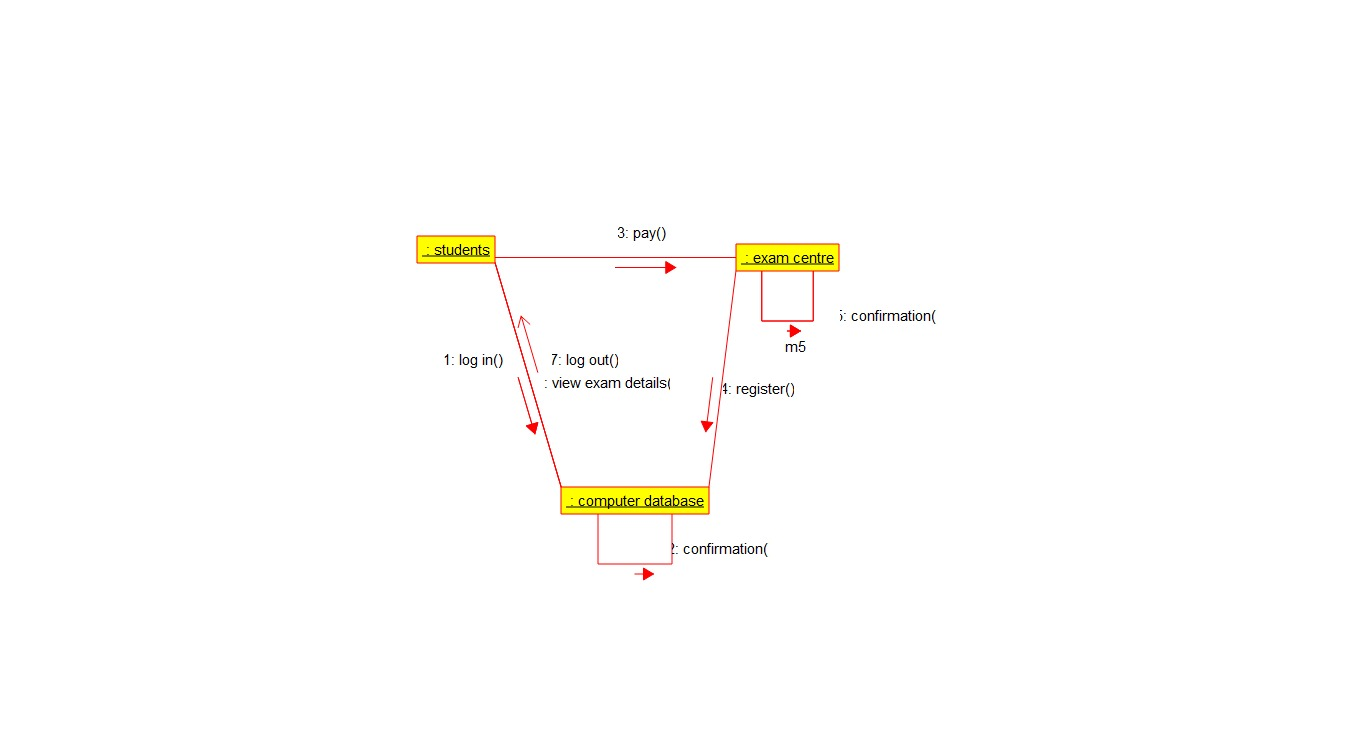 3: pay()
: students
: exam centre
5: confirmation(
m5
1: log in()
7: log out()
: view exam details(
4: register()
: computer database
2: confirmation(